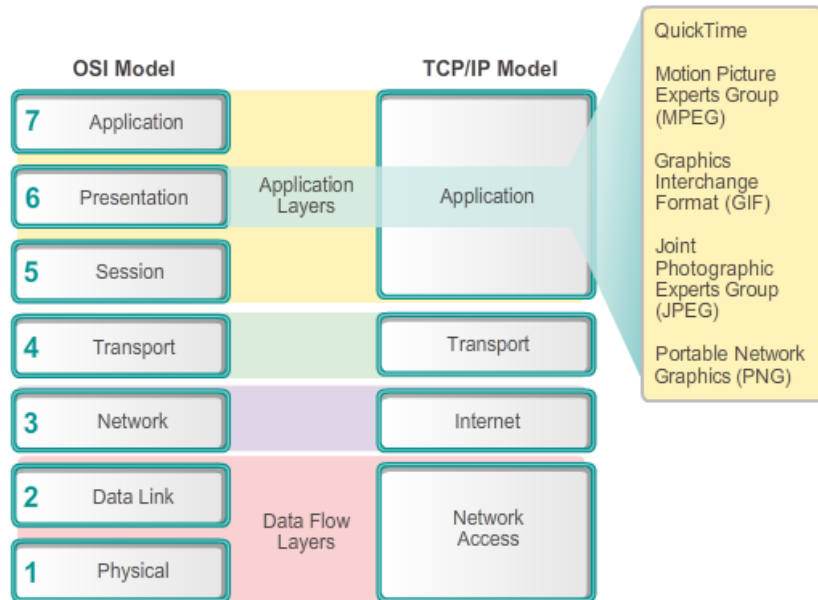 OSI Model
TCP/IP Model
7 Application
6 Presentation
5 Session
4 Transport
3 Network
2 Data Link
1 Physical
Application
Layers
Data Flow
Layers
Application
Transport
Internet
Network
Access
QuickTime
Motion Picture
Experts Group
(MPEG)
Graphics
Interchange
Format (GIF)
Joint
Photographic
Experts Group
(JPEG)
Portable Network
Graphics (PNG)